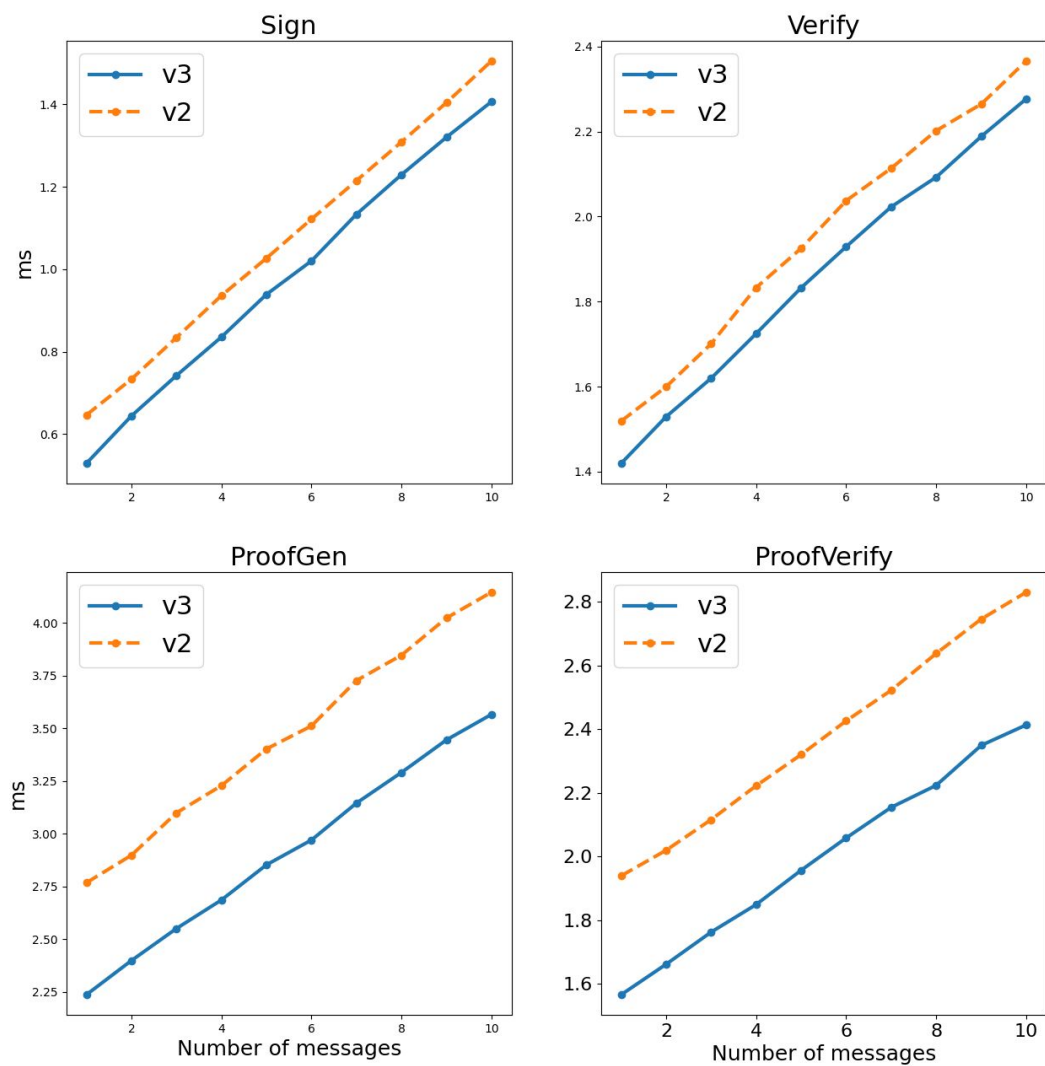 Sign
v3
v2
1.4
1.2
1.0
0.8
0.6
ms
2 4 6 8 10
Verify
v3
v2
2.4
2.2
2.0
1.8
1.6
1.4
2 4 6 8 10
ProofGen
v3
v2
4.00
3.75
3.50
3.25
3.00
2.75
2.50
2.25
ms
2 4 6 8 10
Number of messages
ProofVerify
v3
v2
2.8
2.6
2.4
2.2
2.0
1.8
1.6
2 4 6 8 10
Number of messages